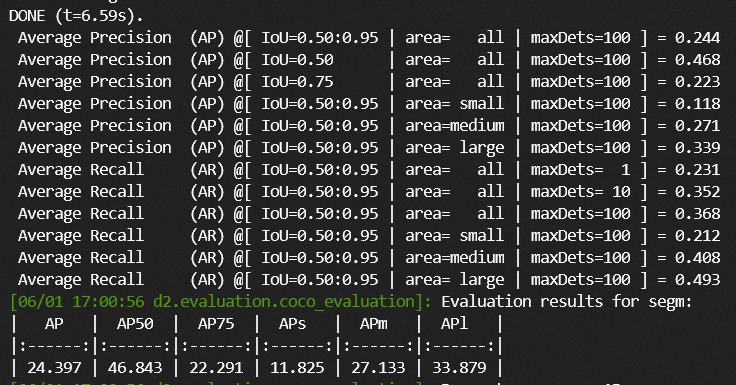 DONE (t=6.59s).
Average Precision  (AP) @[ IoU=0.50:0.95 | area=   all | maxDets=100 ] = 0.244
Average Precision  (AP) @[ IoU=0.50      | area=   all | maxDets=100 ] = 0.468
Average Precision  (AP) @[ IoU=0.75      | area=   all | maxDets=100 ] = 0.223
Average Precision  (AP) @[ IoU=0.50:0.95 | area= small | maxDets=100 ] = 0.118
Average Precision  (AP) @[ IoU=0.50:0.95 | area=medium | maxDets=100 ] = 0.271
Average Precision  (AP) @[ IoU=0.50:0.95 | area= large | maxDets=100 ] = 0.339
Average Recall     (AR) @[ IoU=0.50:0.95 | area=   all | maxDets=  1 ] = 0.231
Average Recall     (AR) @[ IoU=0.50:0.95 | area=   all | maxDets= 10 ] = 0.352
Average Recall     (AR) @[ IoU=0.50:0.95 | area=   all | maxDets=100 ] = 0.368
Average Recall     (AR) @[ IoU=0.50:0.95 | area= small | maxDets=100 ] = 0.212
Average Recall     (AR) @[ IoU=0.50:0.95 | area=medium | maxDets=100 ] = 0.408
Average Recall     (AR) @[ IoU=0.50:0.95 | area= large | maxDets=100 ] = 0.493
[06/01 17:00:56 d2.evaluation.coco_evaluation]: Evaluation results for segm:
|   AP   |  AP50  |  AP75  |  APs   |  APm   |  APl   |
|:------:|:------:|:------:|:------:|:------:|:------:|
| 24.397 | 46.843 | 22.291 | 11.825 | 27.133 | 33.879 |